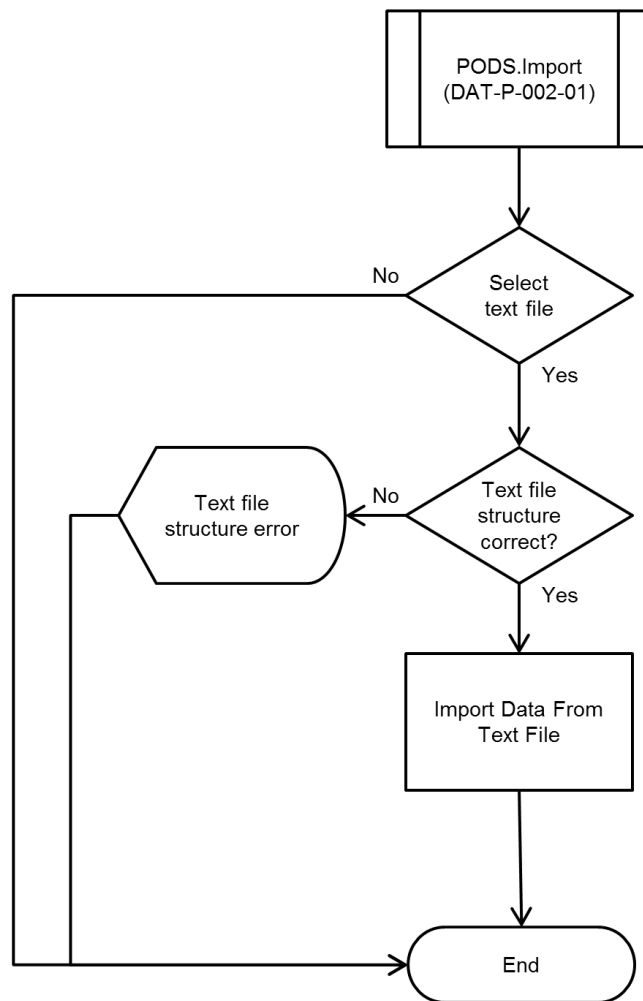 PODS.Import
(DAT-P-002-01)
No
Select
text file
Yes
Text file
structure error
No
Text file
structure
correct?
Yes
Import Data From
Text File
End